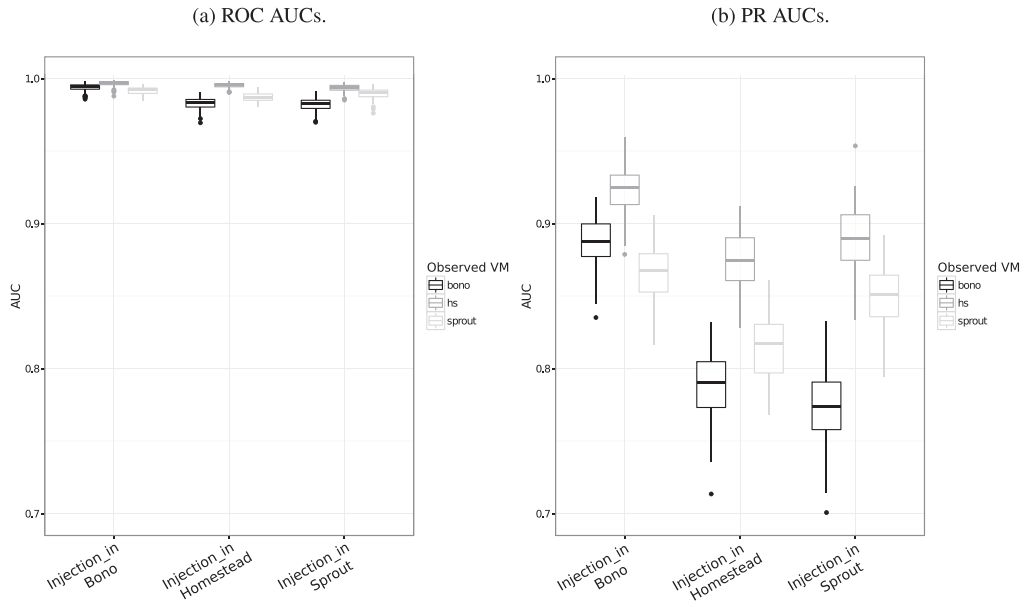 (a) ROC AUCs.
1.0
0.9
0.8
0.7
AUC
Injection_in
Bono
Injection_in
Homestead
Injection_in
Sprout
Observed VM
bono
hs
sprout
(b) PR AUCs.
1.0
0.9
0.8
0.7
AUC
Injection_in
Bono
Injection_in
Homestead
Injection_in
Sprout
Observed VM
bono
hs
sprout